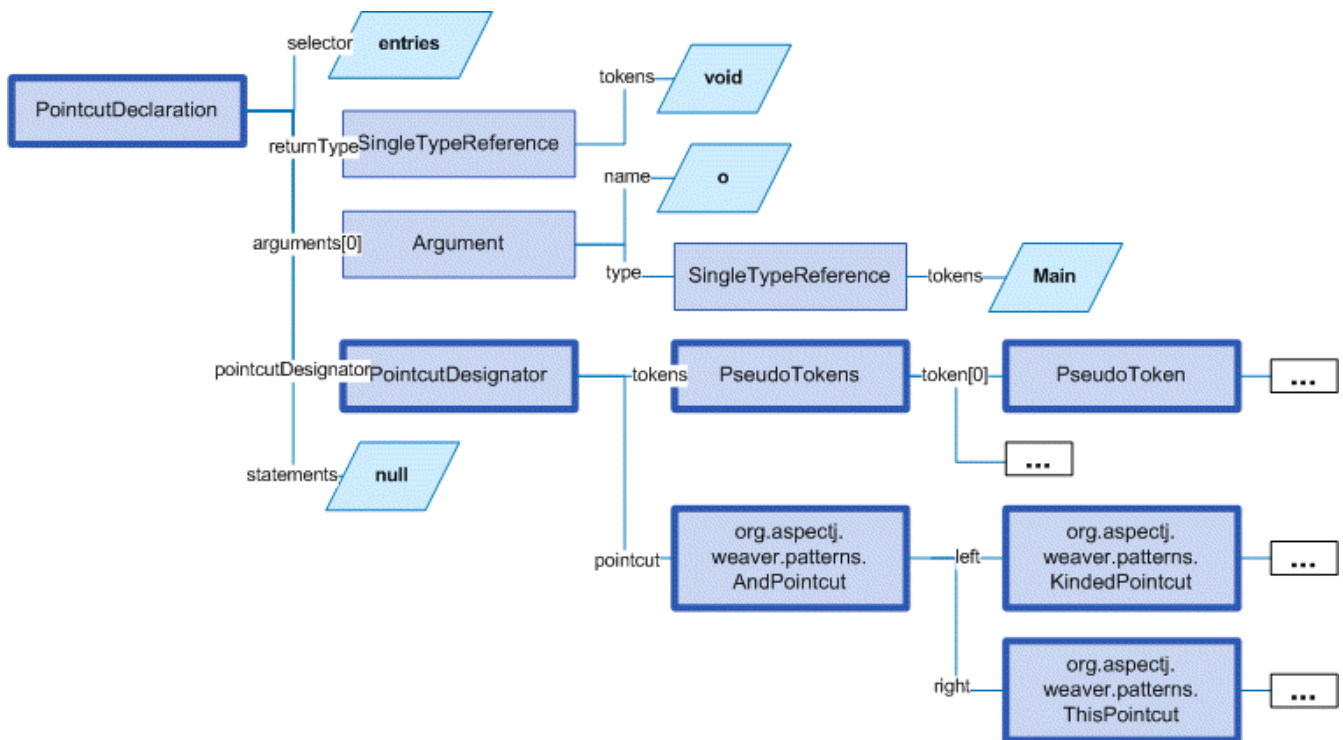 selector
entries
PointcutDeclaration
tokens
void
returnType
SingleTypeReference
name
o
arguments[0]
Argument
type
SingleTypeReference
tokens
Main
pointcutDesignator
PointcutDesignator
tokens
PseudoTokens
token[0]
PseudoToken
...
...
statements
null
pointcut
org.aspectj.
weaver.patterns.
AndPointcut
left
org.aspectj.
weaver.patterns.
KindedPointcut
...
right
org.aspectj.
weaver.patterns.
ThisPointcut
...